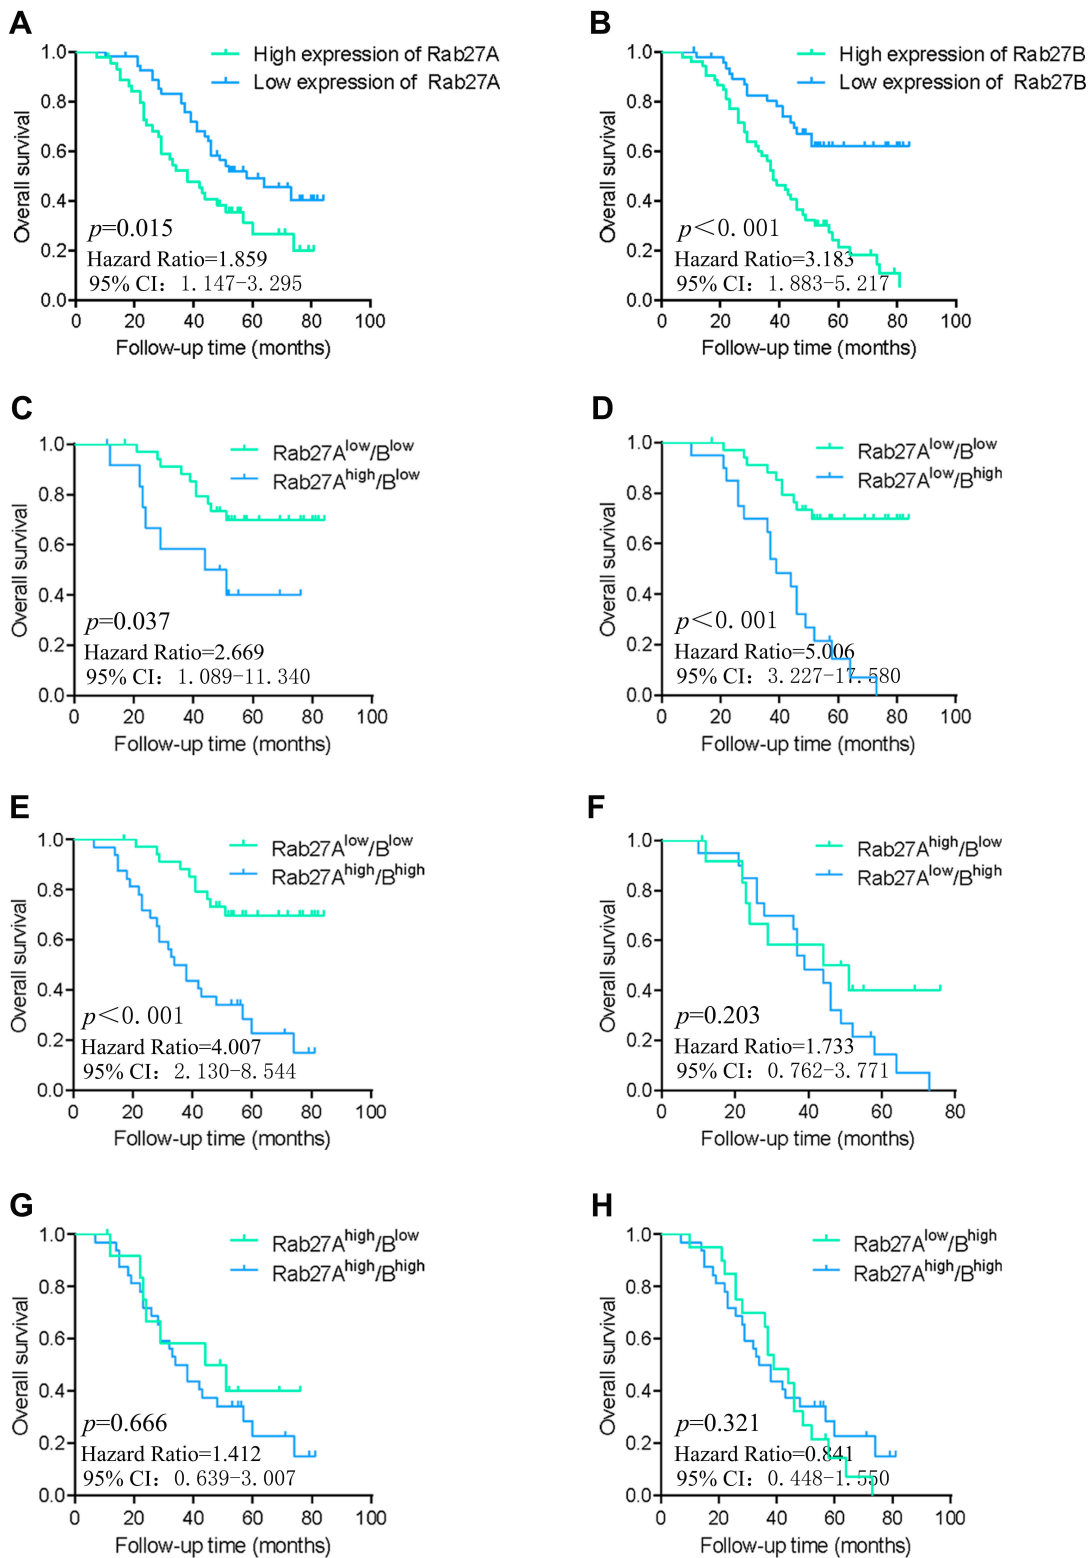 A
High expression of Rab27A
Low expression of Rab27A
Overall survival
1.0
0.8
0.6
0.4
0.2
0.0
p=0.015
Hazard Ratio=1.859
95% CI: 1.147-3.295
0 20 40 60 80 100
Follow-up time (months)
B
High expression of Rab27B
Low expression of Rab27B
Overall survival
1.0
0.8
0.6
0.4
0.2
0.0
p<0.001
Hazard Ratio=3.183
95% CI: 1.883-5.217
0 20 40 60 80 100
Follow-up time (months)
C
Rab27Alow/Blow
Rab27Ahigh/Blow
Overall survival
1.0
0.8
0.6
0.4
0.2
0.0
p=0.037
Hazard Ratio=2.669
95% CI: 1.089-11.340
0 20 40 60 80 100
Follow-up time (months)
D
Rab27Alow/Blow
Rab27Alow/Bhigh
Overall survival
1.0
0.8
0.6
0.4
0.2
0.0
p<0.001
Hazard Ratio=5.006
95% CI: 3.227-17.580
0 20 40 60 80 100
Follow-up time (months)
E
Rab27Alow/Blow
Rab27Ahigh/Bhigh
Overall survival
1.0
0.8
0.6
0.4
0.2
0.0
p<0.001
Hazard Ratio=4.007
95% CI: 2.130-8.544
0 20 40 60 80 100
Follow-up time (months)
F
Rab27Ahigh/Blow
Rab27Alow/Bhigh
Overall survival
1.0
0.8
0.6
0.4
0.2
0.0
p=0.203
Hazard Ratio=1.733
95% CI: 0.762-3.771
0 20 40 60 80
Follow-up time (months)
G
Rab27Ahigh/Blow
Rab27Ahigh/Bhigh
Overall survival
1.0
0.8
0.6
0.4
0.2
0.0
p=0.666
Hazard Ratio=1.412
95% CI: 0.639-3.007
0 20 40 60 80 100
Follow-up time (months)
H
Rab27Alow/Bhigh
Rab27Ahigh/Bhigh
Overall survival
1.0
0.8
0.6
0.4
0.2
0.0
p=0.321
Hazard Ratio=0.841
95% CI: 0.448-1.550
0 20 40 60 80 100
Follow-up time (months)